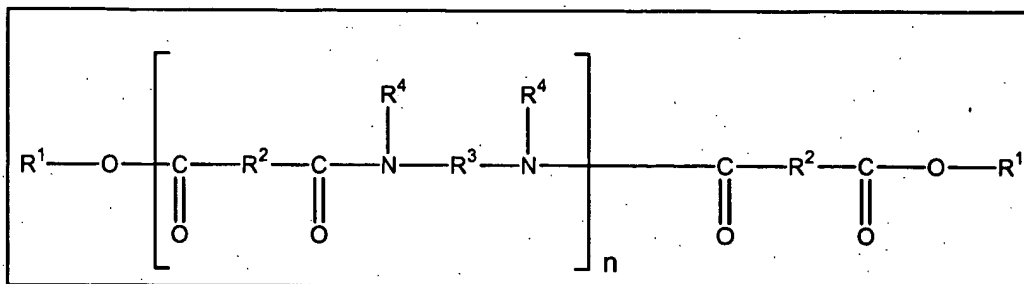 R⁴ R⁴
R¹ O C R² C N R³ N C R² C O R¹
O O O O
n